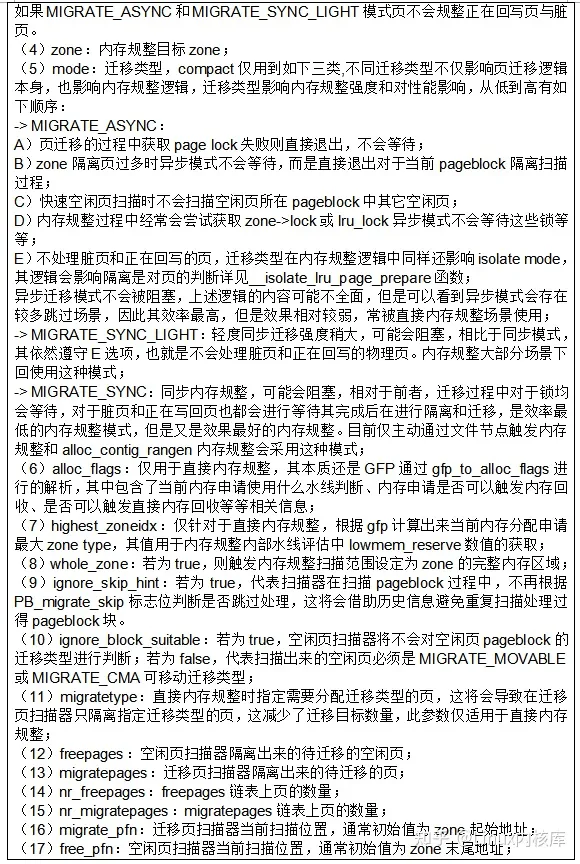 如果MIGRATE_ASYNC 和MIGRATE_SYNC_LIGHT 模式页不会规整正在回写页与脏
页。
（4）zone：内存规整目标 zone；
（5）mode：迁移类型，compact 仅用到如下三类,不同迁移类型不仅影响页迁移逻辑
本身，也影响内存规整逻辑，迁移类型影响内存规整强度和对性能影响，从低到高有如
下顺序：
-> MIGRATE_ASYNC：
A）页迁移的过程中获取 page lock 失败则直接退出，不会等待；
B）zone 隔离页过多时异步模式不会等待，而是直接退出对于当前 pageblock 隔离扫描
过程；
C）快速空闲页扫描时不会扫描空闲页所在 pageblock 中其它空闲页；
D）内存规整过程中经常会尝试获取 zone->lock 或 lru_lock 异步模式不会等待这些锁等
等；
E）不处理脏页和正在回写的页，迁移类型在内存规整逻辑中同样还影响 isolate mode，
其逻辑会影响隔离是对页的判断详见__isolate_lru_page_prepare 函数；
异步迁移模式不会被阻塞，上述逻辑的内容可能不全面，但是可以看到异步模式会存在
较多跳过场景，因此其效率最高，但是效果相对较弱，常被直接内存规整场景使用；
-> MIGRATE_SYNC_LIGHT：轻度同步迁移强度稍大，可能会阻塞，相比于同步模式，
其依然遵守 E 选项，也就是不会处理脏页和正在回写的物理页。内存规整大部分场景下
回使用这种模式；
-> MIGRATE_SYNC：同步内存规整，可能会阻塞，相对于前者，迁移过程中对于锁均
会等待，对于脏页和正在写回页也都会进行等待其完成后在进行隔离和迁移，是效率最
低的内存规整模式，但是又是效果最好的内存规整。目前仅主动通过文件节点触发内存
规整和 alloc_contig_rangen 内存规整会采用这种模式；
（6）alloc_flags：仅用于直接内存规整，其本质还是 GFP 通过 gfp_to_alloc_flags 进
行的解析，其中包含了当前内存申请使用什么水线判断、内存申请是否可以触发内存回
收、是否可以触发直接内存回收等等相关信息；
（7）highest_zoneidx：仅针对于直接内存规整，根据 gfp 计算出来当前内存分配申请
最大 zone type，其值用于内存规整内部水线评估中 lowmem_reserve 数值的获取；
（8）whole_zone：若为 true，则触发内存规整扫描范围设定为 zone 的完整内存区域；
（9）ignore_skip_hint：若为 true，代表扫描器在扫描 pageblock 过程中，不再根据
PB_migrate_skip 标志位判断是否跳过处理，这将会借助历史信息避免重复扫描处理过
得 pageblock 块。
（10）ignore_block_suitable：若为 true，空闲页扫描器将不会对空闲页 pageblock 的
迁移类型进行判断；若为 false，代表扫描出来的空闲页必须是 MIGRATE_MOVABLE
或 MIGRATE_CMA 可移动迁移类型；
（11）migratetype：直接内存规整时指定需要分配迁移类型的页，这将会导致在迁移
页扫描器只隔离指定迁移类型的页，这减少了迁移目标数量，此参数仅适用于直接内存
规整；
（12）freepages：空闲页扫描器隔离出来的待迁移的空闲页；
（13）migratepages：迁移页扫描器隔离出来的待迁移的页；
（14）nr_freepages：freepages 链表上页的数量；
（15）nr_migratepages：migratepages 链表上页的数量；
（16）migrate_pfn：迁移页扫描器当前扫描位置，通常初始值为 zone 起始地址；
（17）free_pfn：空闲页扫描器当前扫描位置，通常初始值为 zone 末尾地址；
知乎 @Linux内核库